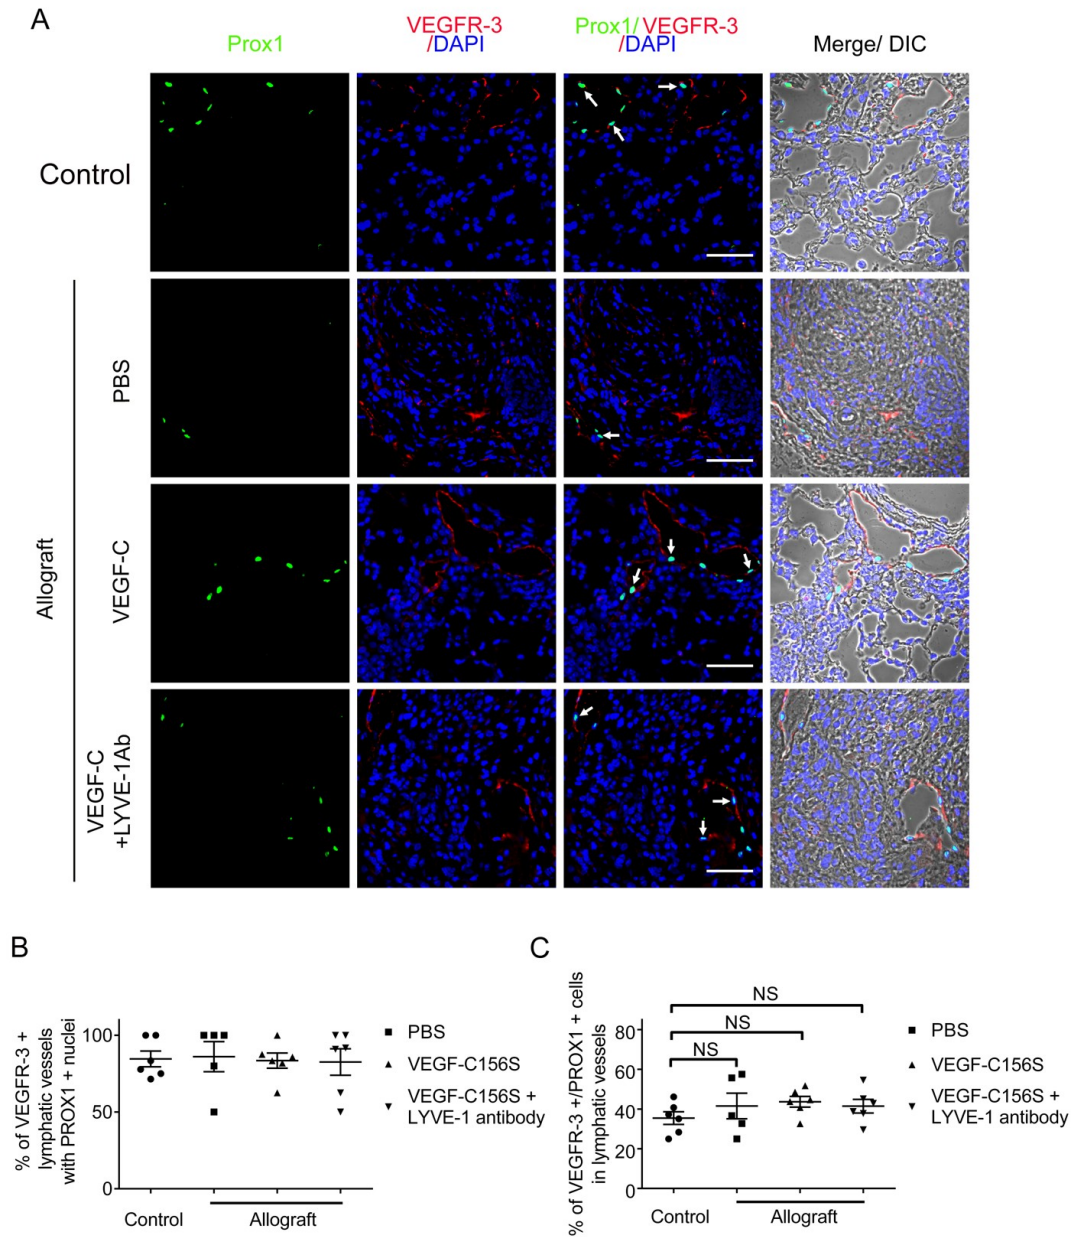 A
Prox1
VEGFR-3
/DAPI
Prox1/VEGFR-3
/DAPI
Merge/ DIC
Control
Allograft
PBS
VEGF-C
VEGF-C
+LYVE-1Ab
B
% of VEGFR-3 +
lymphatic vessels
with PROX1 + nuclei
100
50
0
Control
Allograft
PBS
VEGF-C156S
VEGF-C156S +
LYVE-1 antibody
C
% of VEGFR-3 +/PROX1 + cells
in lymphatic vessels
80
60
40
20
0
NS
NS
NS
Control
Allograft
PBS
VEGF-C156S
VEGF-C156S +
LYVE-1 antibody